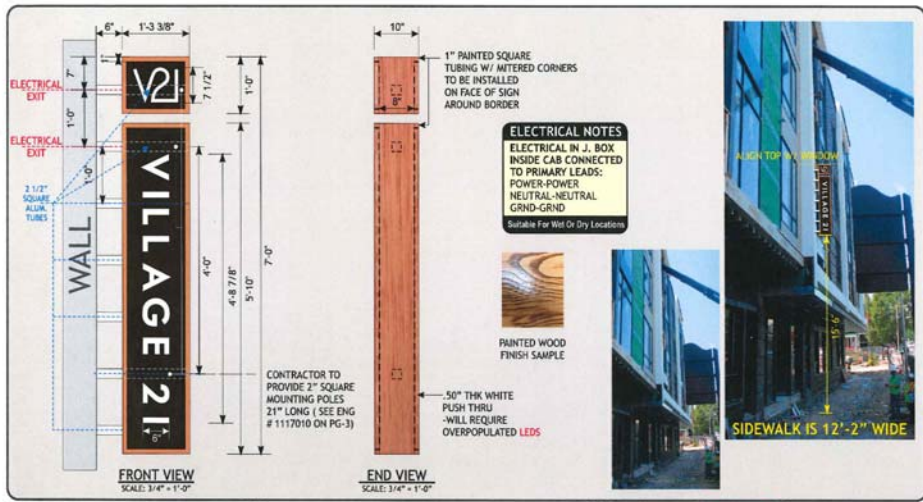 6"
1'-3 3/8"
7"
ELECTRICAL
EXIT
1'-0"
ELECTRICAL
EXIT
1'-0"
2 1/2"
SQUARE
ALUM.
TUBES
WALL
V21
VILLAGE 21
6"
7 1/2"
1'-0"
4'-0"
4'-8 7/8"
5'-10"
7'-0"
CONTRACTOR TO
PROVIDE 2" SQUARE
MOUNTING POLES
21" LONG ( SEE ENG
# 1117010 ON PG-3)
FRONT VIEW
SCALE: 3/4" = 1'-0"
10"
8"
1" PAINTED SQUARE
TUBING W/ MITERED CORNERS
TO BE INSTALLED
ON FACE OF SIGN
AROUND BORDER
ELECTRICAL NOTES
ELECTRICAL IN J. BOX
INSIDE CAB CONNECTED
TO PRIMARY LEADS:
POWER-POWER
NEUTRAL-NEUTRAL
GRND-GRND
Suitable For Wet Or Dry Locations
PAINTED WOOD
FINISH SAMPLE
.50" THK WHITE
PUSH THRU
-WILL REQUIRE
OVERPOPULATED LEDS
END VIEW
SCALE: 3/4" = 1'-0"
ALIGN TOP W/ WINDOW
VILLAGE 21
15'-6"
SIDEWALK IS 12'-2" WIDE